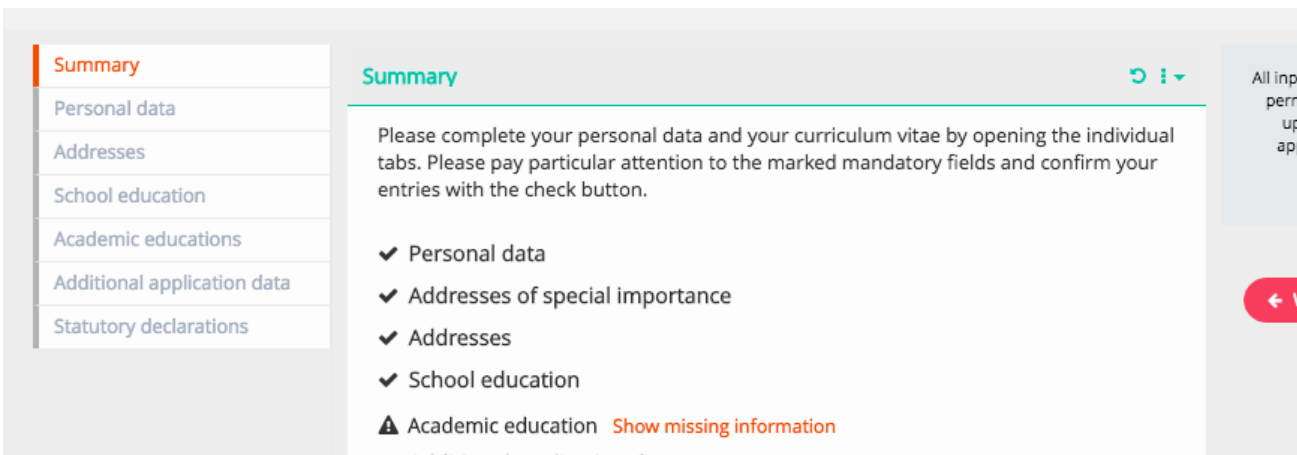 Summary
Personal data
Addresses
School education
Academic educations
Additional application data
Statutory declarations
Summary
Please complete your personal data and your curriculum vitae by opening the individual
tabs. Please pay particular attention to the marked mandatory fields and confirm your
entries with the check button.
Personal data
Addresses of special importance
Addresses
School education
Academic education Show missing information
All inp
perr
up
app